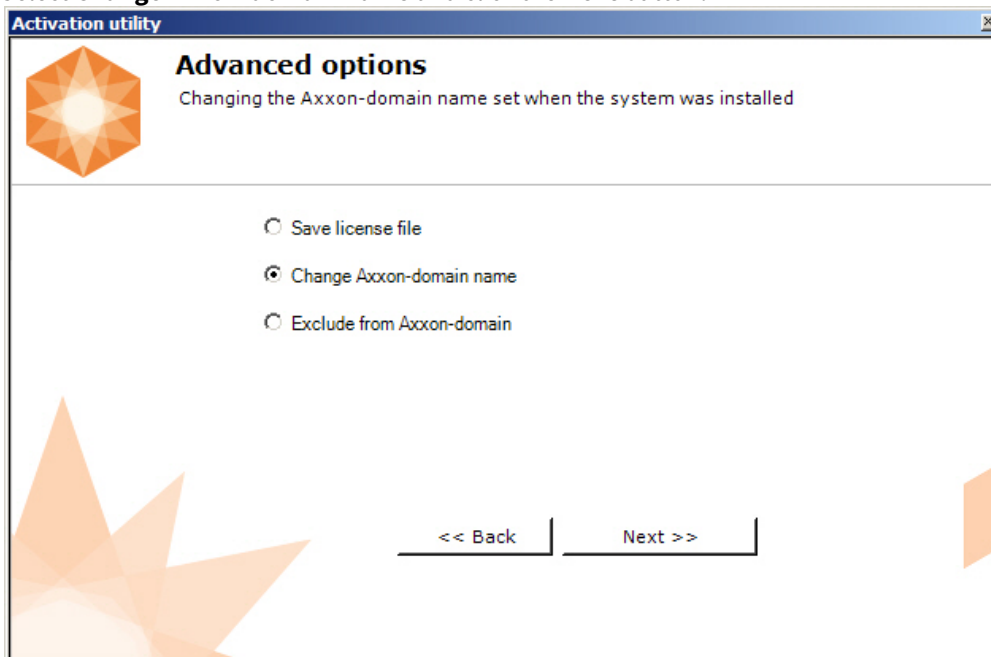 Activation utility
Advanced options
Changing the Axxon-domain name set when the system was installed
Save license file
Change Axxon-domain name
Exclude from Axxon-domain
<< Back
Next >>